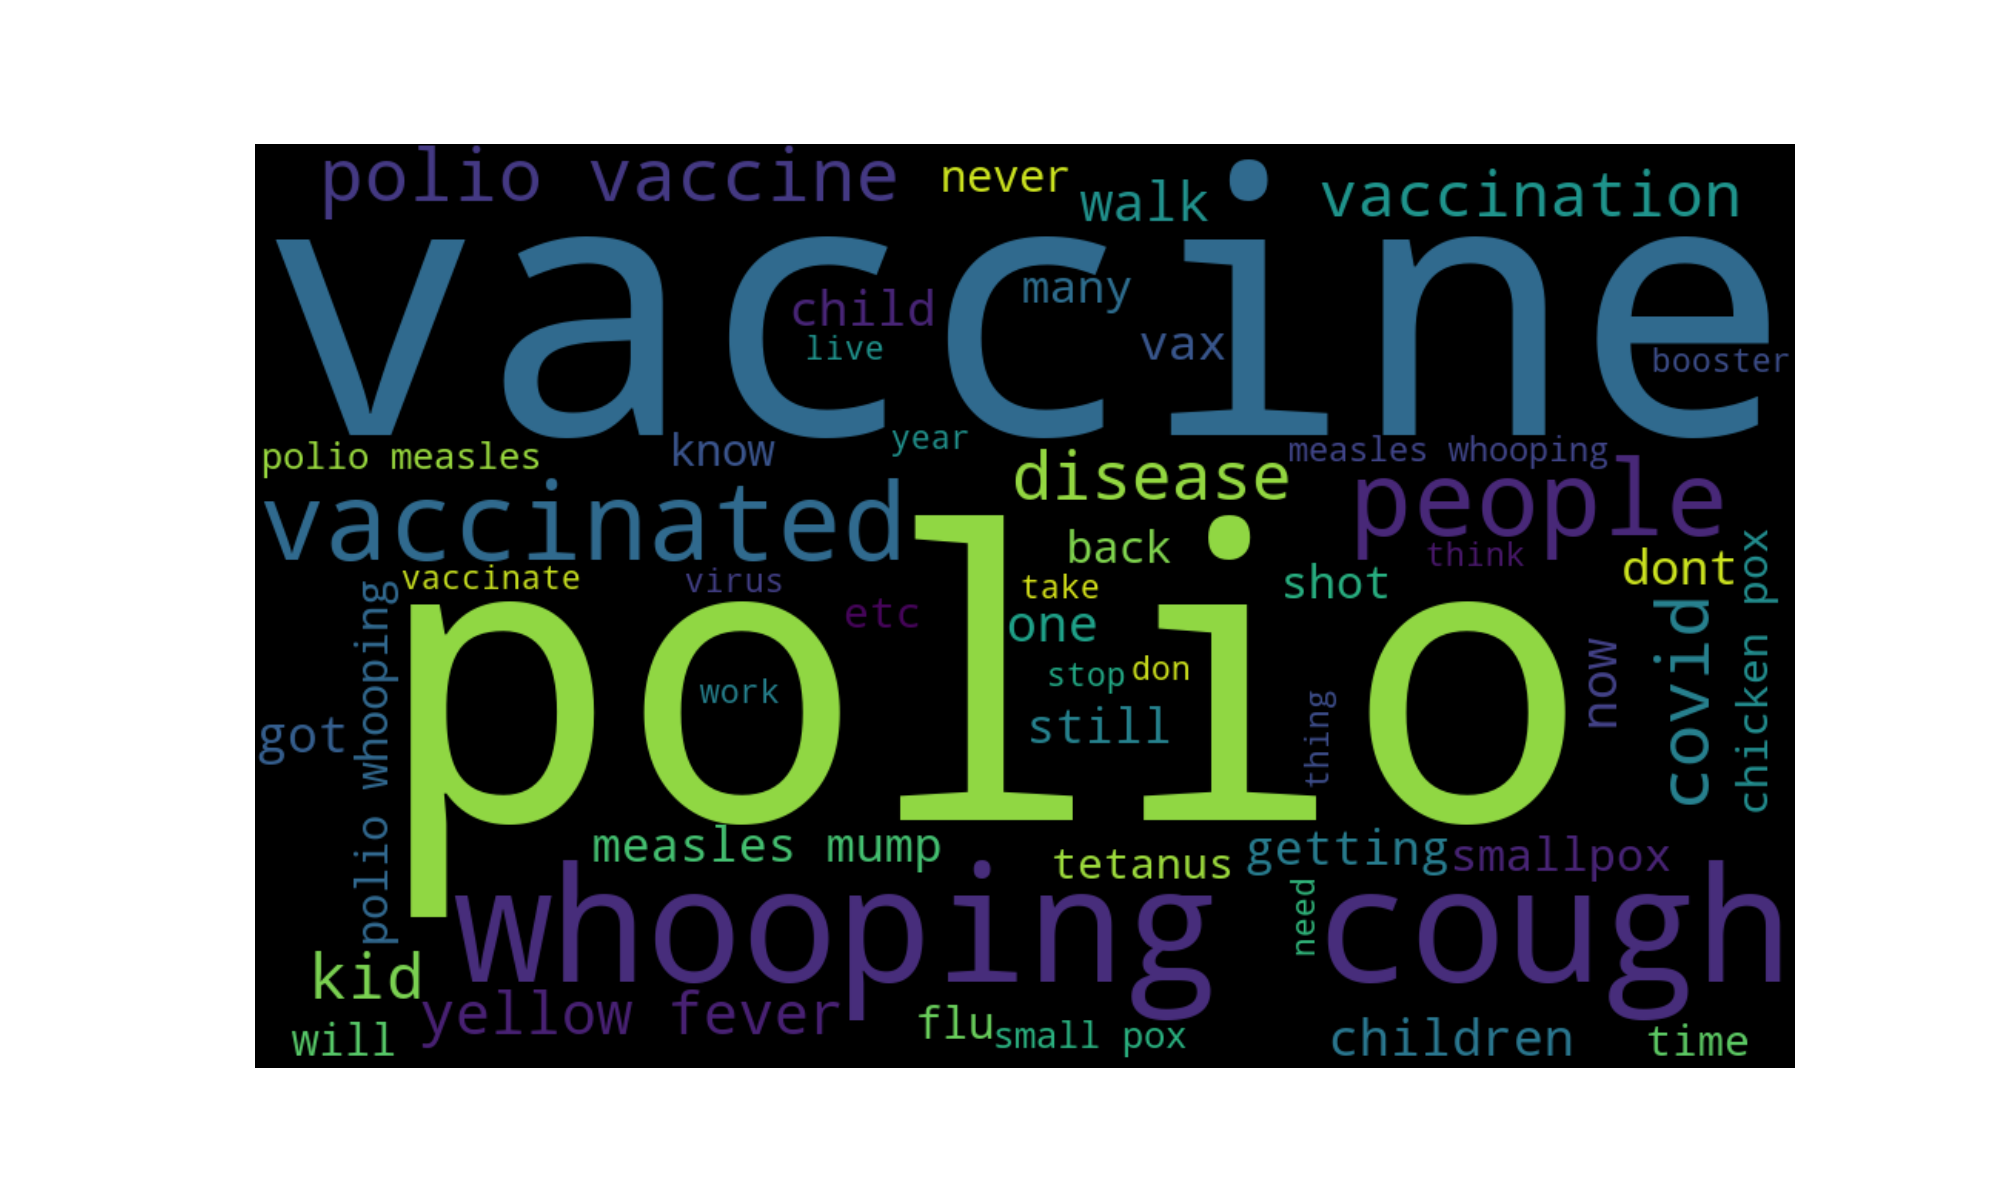 polio vaccine
never
walk
vaccination
vaccine
child
many
live
vax
booster
polio measles
know
year
measles whooping
vaccinated
disease
people
back
think
shot
dont
chicken pox
vaccinate
virus
take
etc
one
covid
polio
work
stop
don
still
now
thing
polio whooping
got
measles mump
tetanus
getting
smallpox
whooping
need
cough
kid
yellow fever
flu
small pox
children
will
time